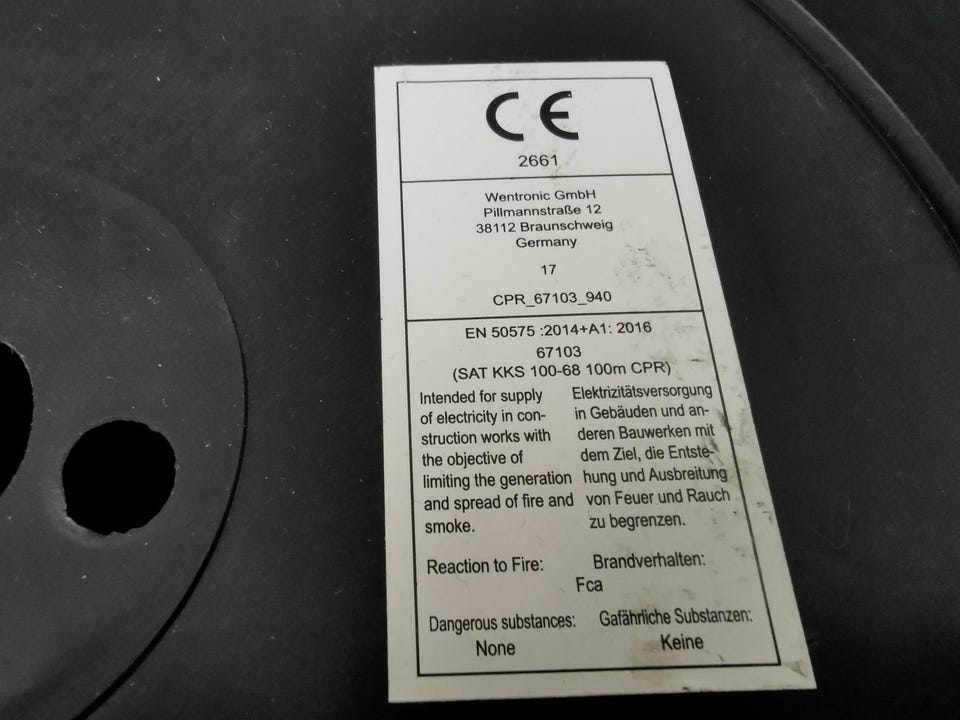 CE
2661
Wentronic GmbH
Pillmannstraße 12
38112 Braunschweig
Germany
17
CPR_67103_940
EN 50575 :2014+A1: 2016
67103
(SAT KKS 100-68 100m CPR)
Intended for supply
of electricity in con-
struction works with
the objective of
limiting the generation
and spread of fire and
smoke.
Elektrizitätsversorgung
in Gebäuden und an-
deren Bauwerken mit
dem Ziel, die Entste-
hung und Ausbreitung
von Feuer und Rauch
zu begrenzen.
Reaction to Fire: Brandverhalten:
Fca
Dangerous substances: Gafährliche Substanzen:
None Keine